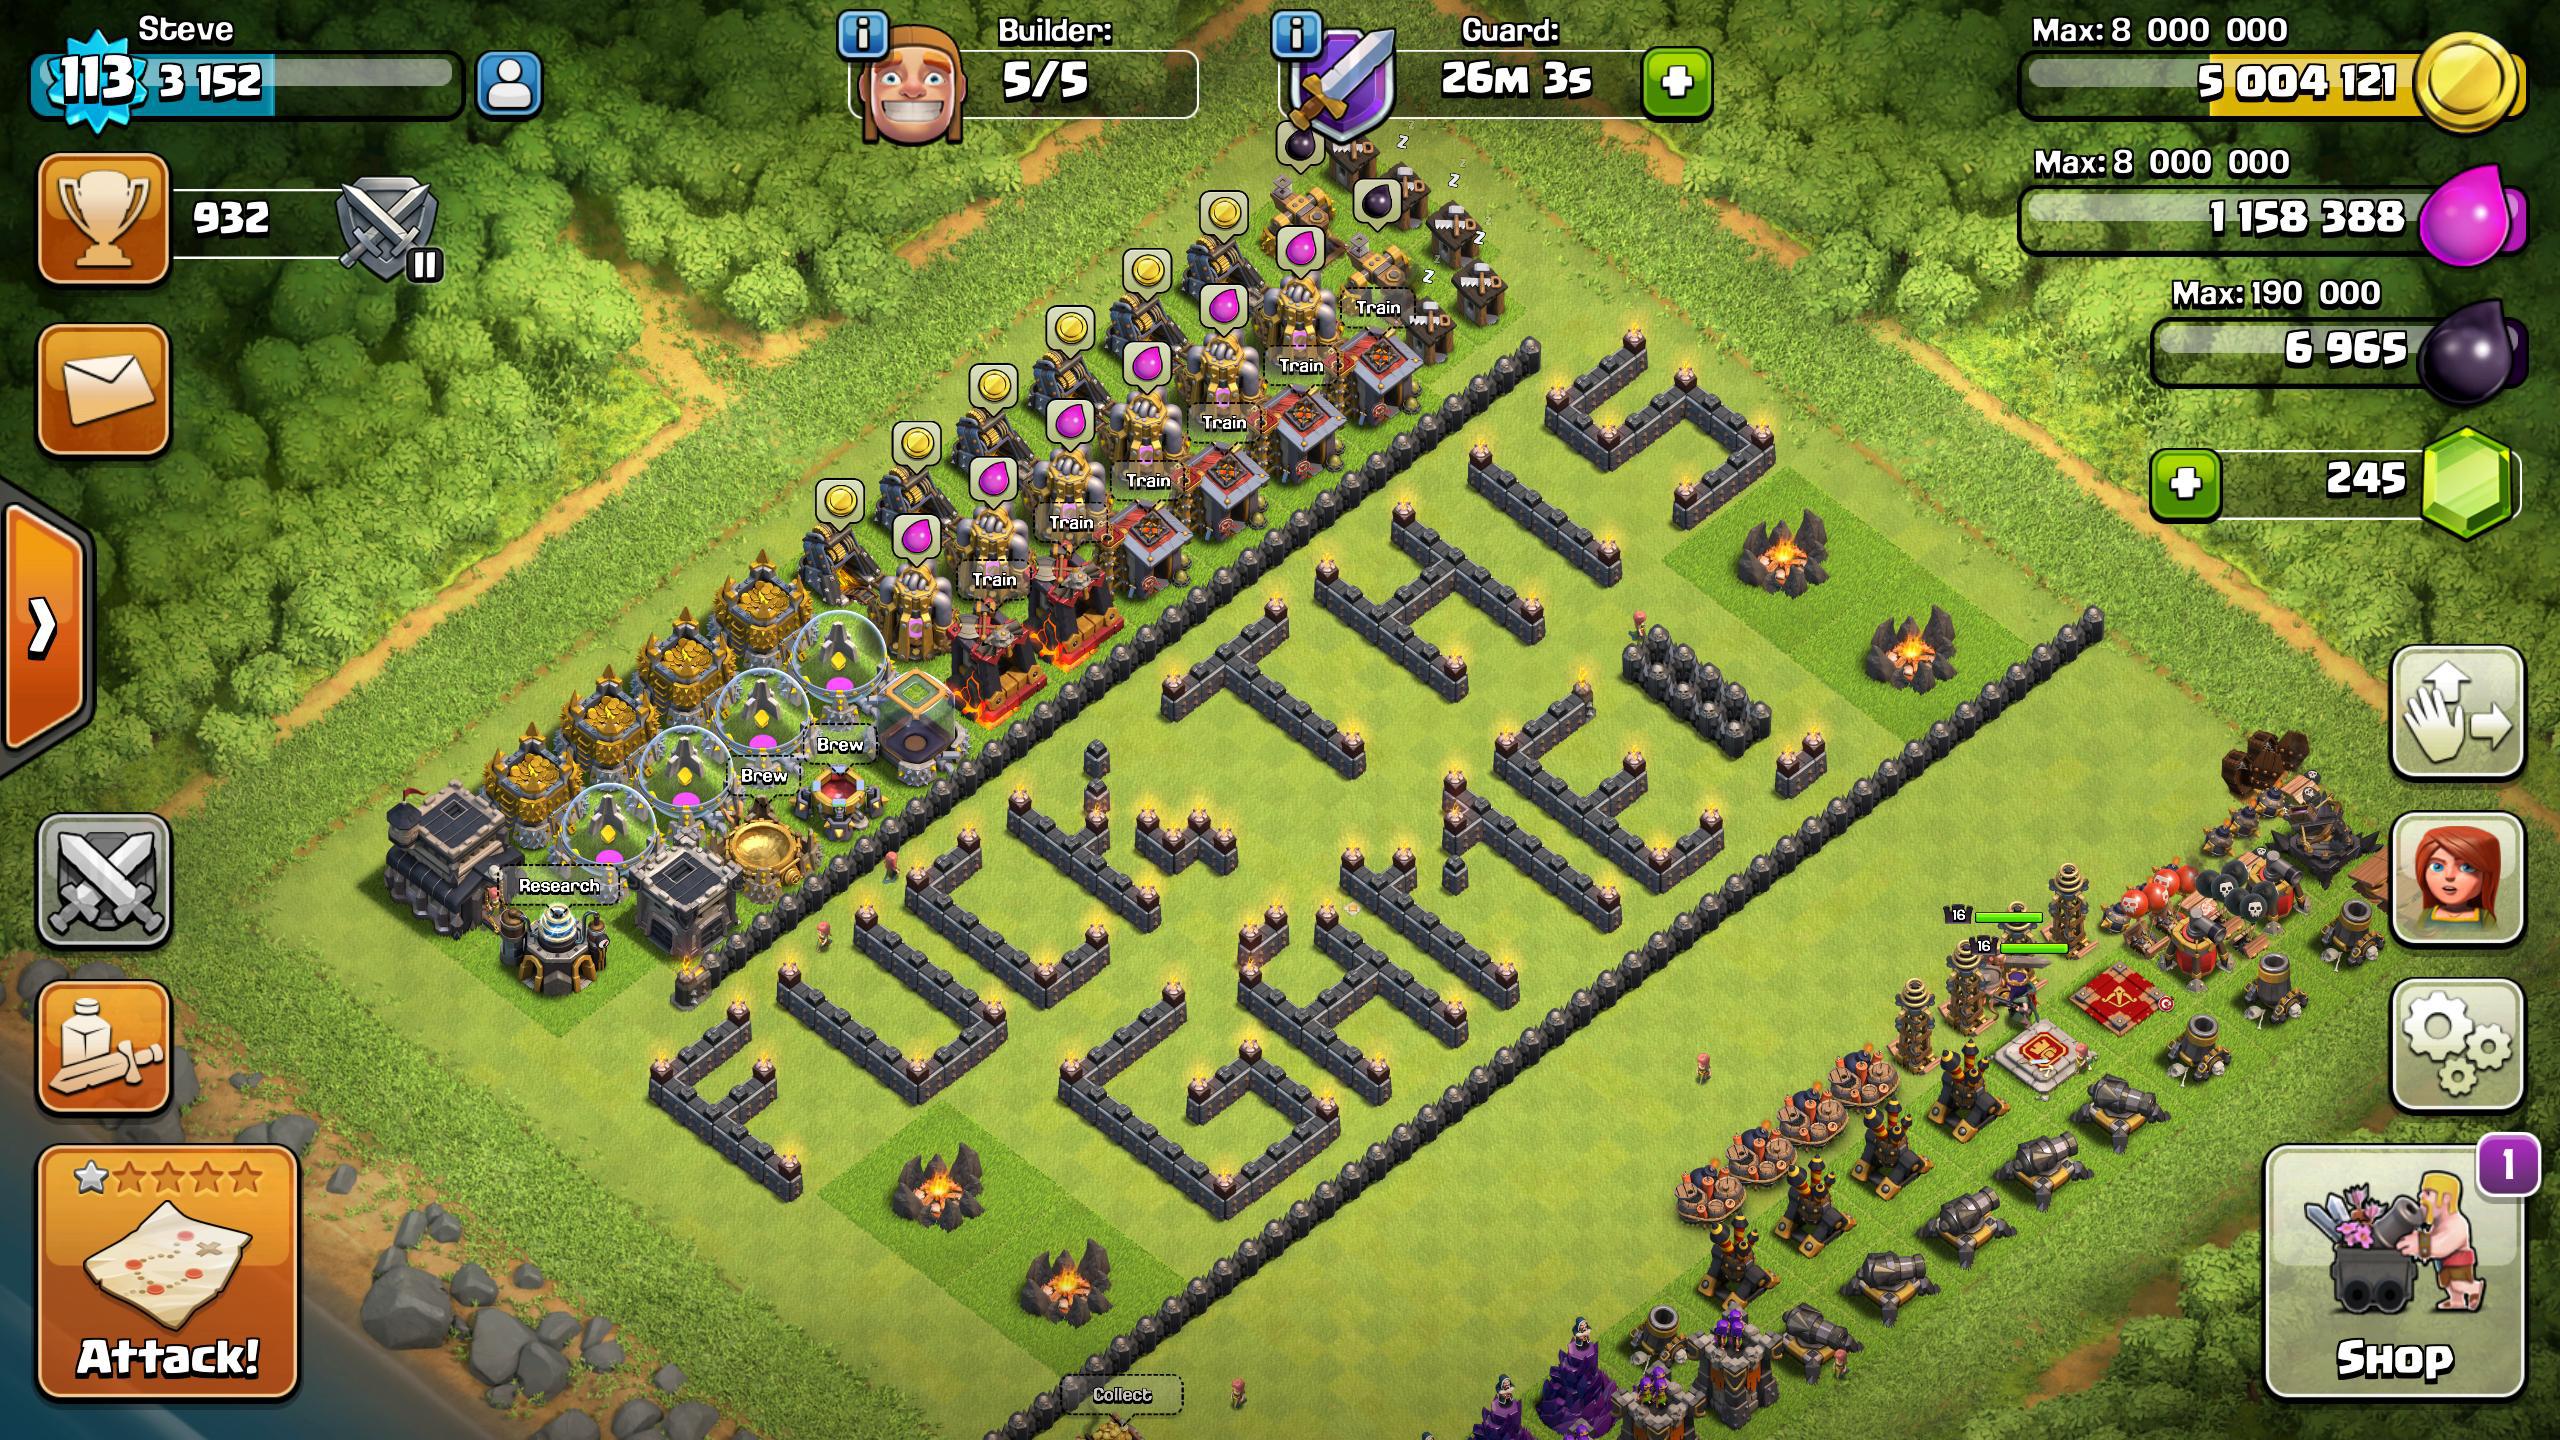 Steve
113
3 152
Builder:
5/5
Guard:
26M 3s
Max: 8 000 000
5 004 121
Max: 8 000 000
1 158 388
Max: 190 000
6 965
245
932
Train
Train
Train
Train
Train
Train
Brew
Brew
Research
FUCK THIS
GAME!
16
16
Collect
Attack!
1
Shop